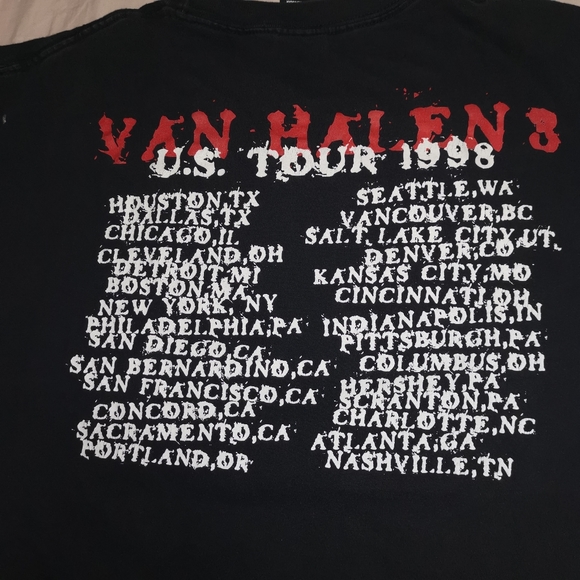 VAN HALEN 3
U.S. TOUR 1998
HOUSTON,TX
DALLAS,TX
CHICAGO,IL
CLEVELAND,OH
DETROIT,MI
BOSTON,MA
NEW YORK, NY
PHILADELPHIA,PA
SAN DIEGO,CA
SAN BERNARDINO,CA
SAN FRANCISCO,CA
CONCORD,CA
SACRAMENTO,CA
PORTLAND,OR
SEATTLE,WA
VANCOUVER,BC
SALT LAKE CITY,UT.
DENVER,CO
KANSAS CITY,MO
CINCINNATI,OH
INDIANAPOLIS,IN
PITTSBURGH,PA
COLUMBUS,OH
HERSHEY,PA
SCRANTON,PA
CHARLOTTE,NC
ATLANTA,GA
NASHVILLE,TN